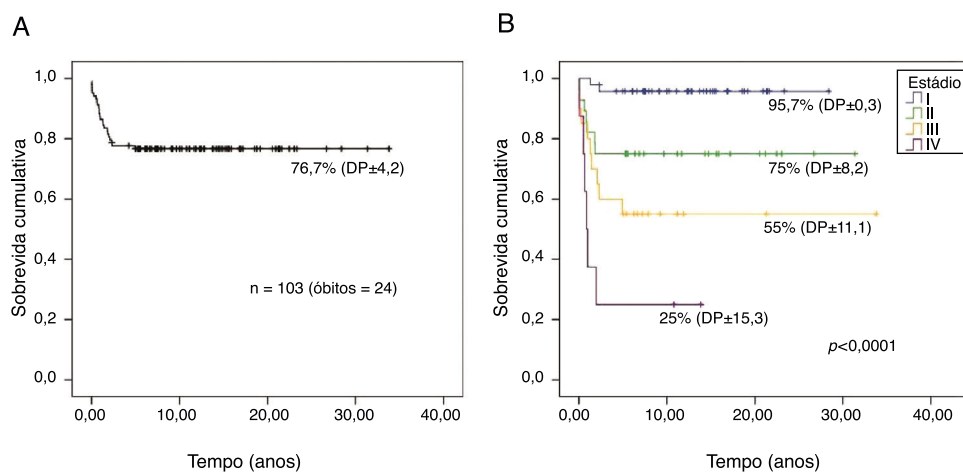 A
1,0
0,8
0,6
0,4
0,2
0,0
Sobrevida cumulativa
76,7% (DP±4,2)
n = 103 (óbitos = 24)
0,00 10,00 20,00 30,00 40,00
Tempo (anos)
B
1,0
0,8
0,6
0,4
0,2
0,0
Sobrevida cumulativa
Estádio
I
II
III
IV
95,7% (DP±0,3)
75% (DP±8,2)
55% (DP±11,1)
25% (DP±15,3)
p<0,0001
0,00 10,00 20,00 30,00 40,00
Tempo (anos)